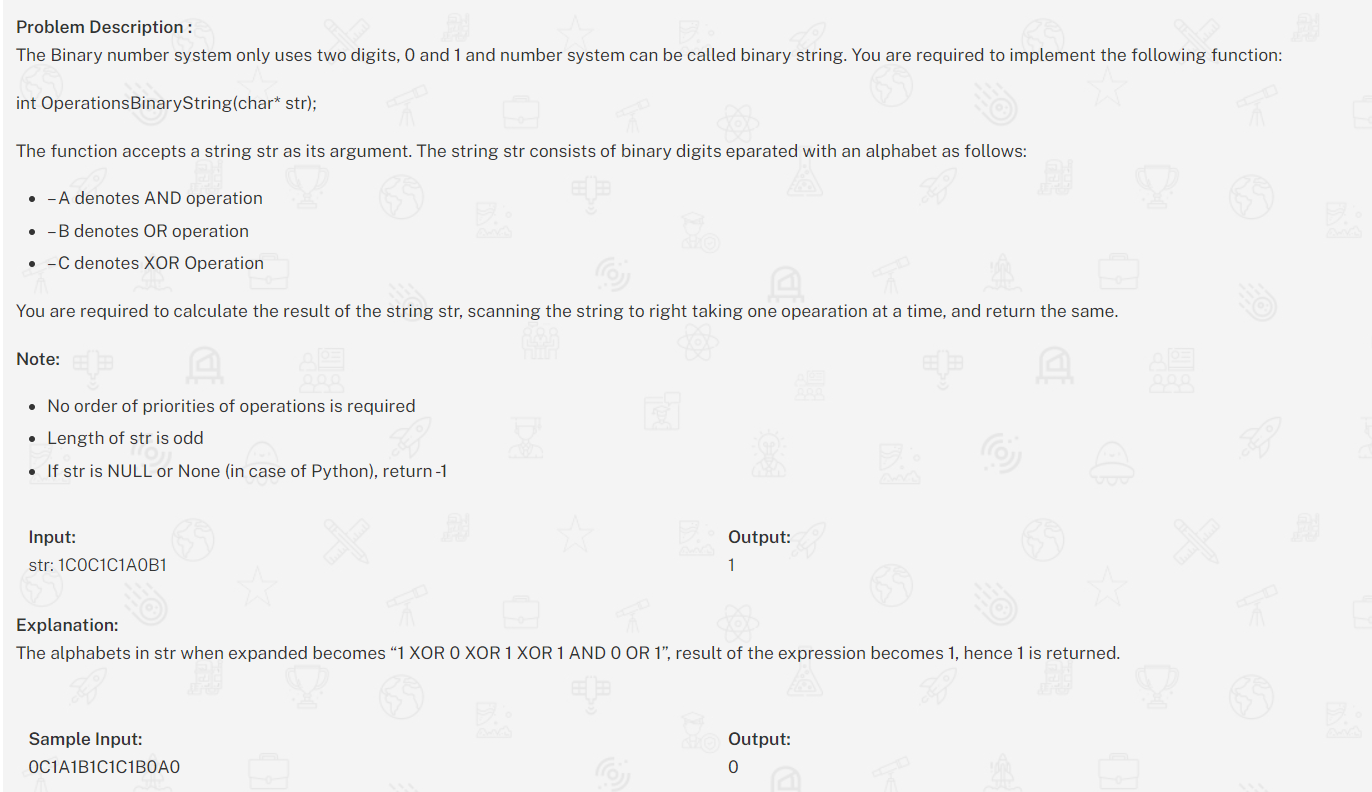 Problem Description :
The Binary number system only uses two digits, 0 and 1 and number system can be called binary string. You are required to implement the following function:
int OperationsBinaryString(char* str);
The function accepts a string str as its argument. The string str consists of binary digits eparated with an alphabet as follows:
• – A denotes AND operation
• – B denotes OR operation
• – C denotes XOR Operation
You are required to calculate the result of the string str, scanning the string to right taking one opearation at a time, and return the same.
Note:
• No order of priorities of operations is required
• Length of str is odd
• If str is NULL or None (in case of Python), return -1
Input:
Output:
str: 1C0C1C1A0B1
1
Explanation:
The alphabets in str when expanded becomes “1 XOR 0 XOR 1 XOR 1 AND 0 OR 1”, result of the expression becomes 1, hence 1 is returned.
Sample Input:
Output:
0C1A1B1C1C1B0A0
0